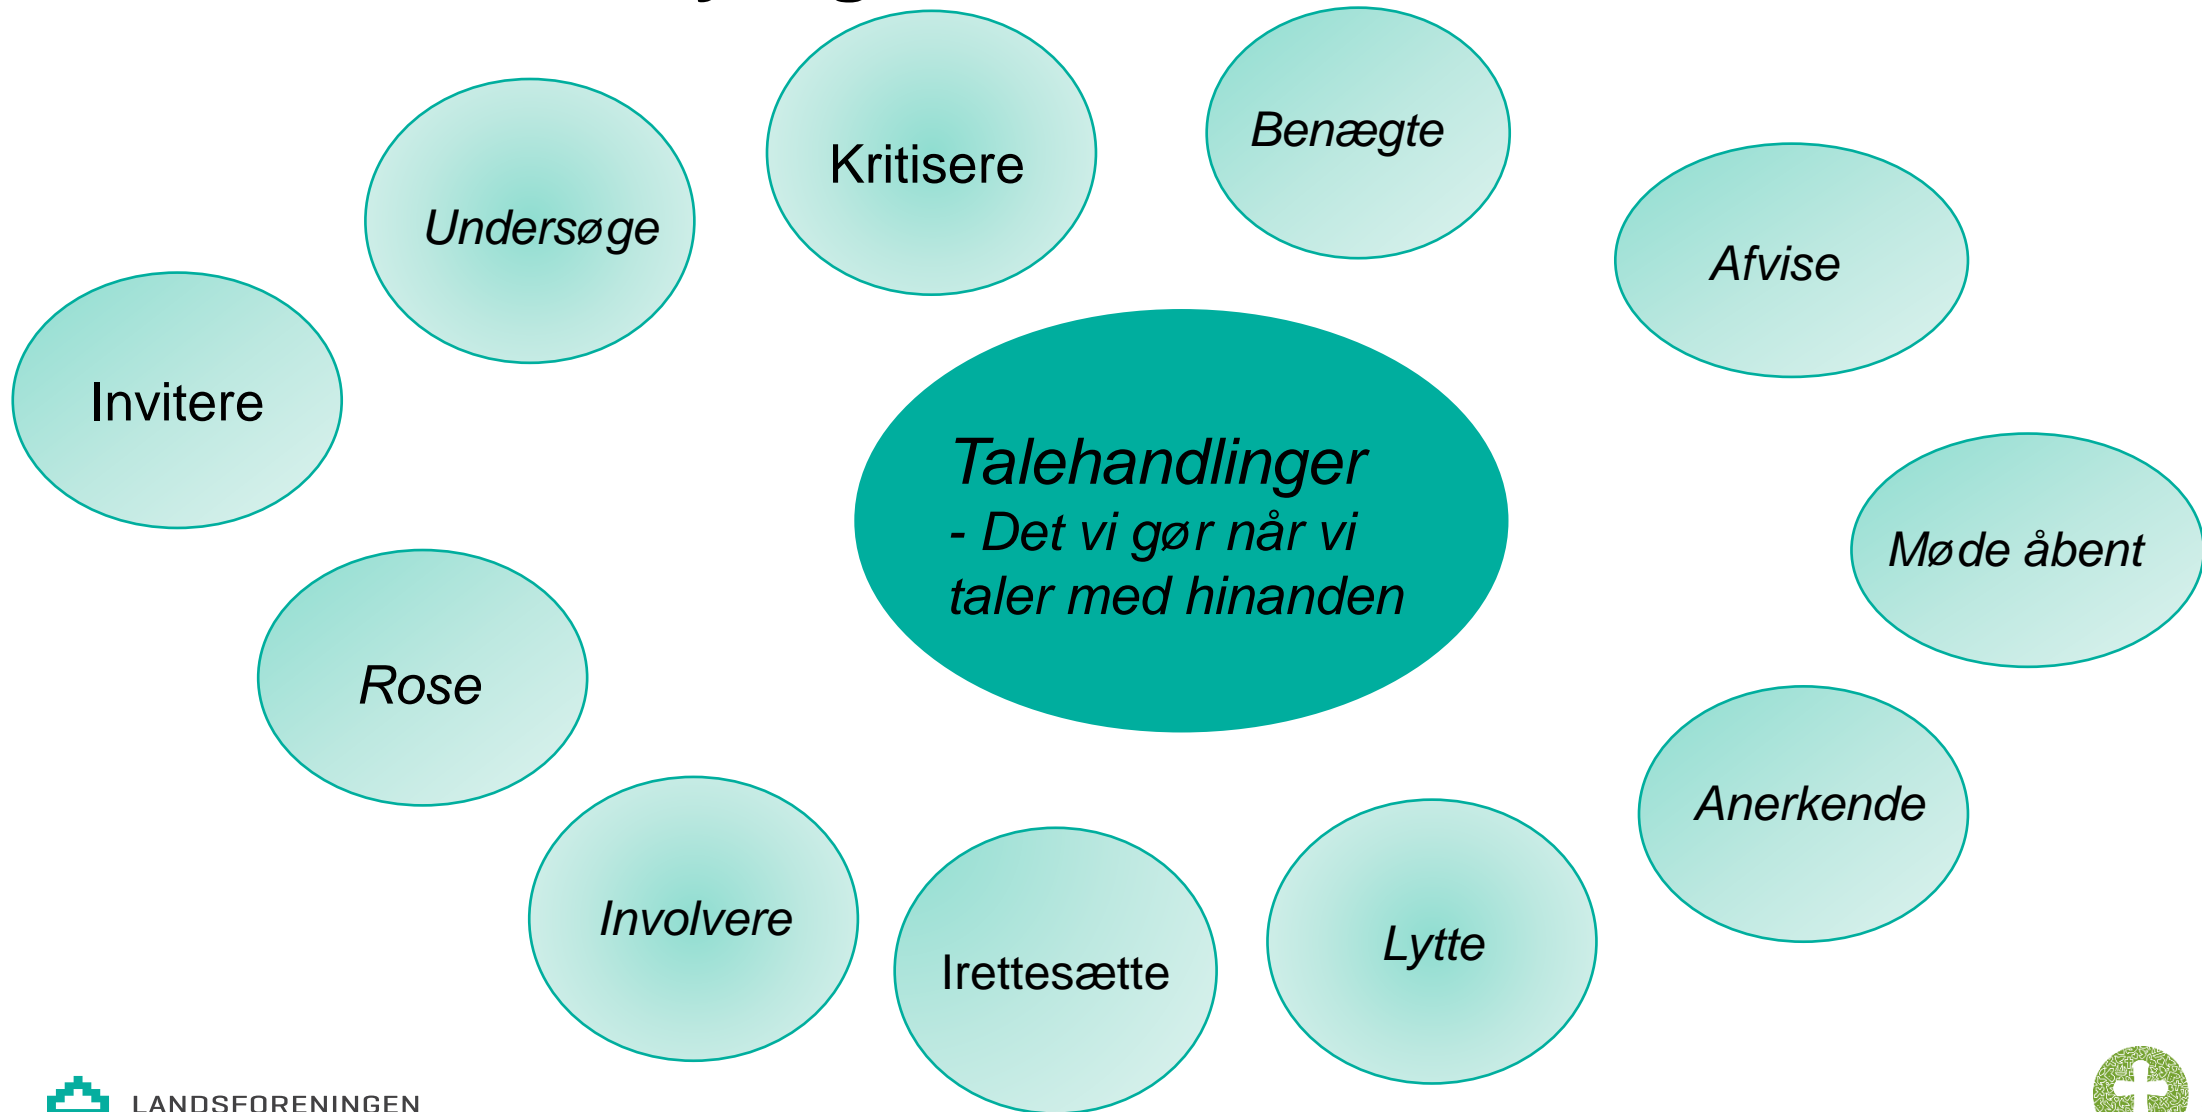 Kritisere
Benægte
Undersøge
Afvise
Invitere
Talehandlinger
- Det vi gør når vi
taler med hinanden
Møde åbent
Rose
Anerkende
Involvere
Lytte
Irettesætte
LANDSFORENINGEN